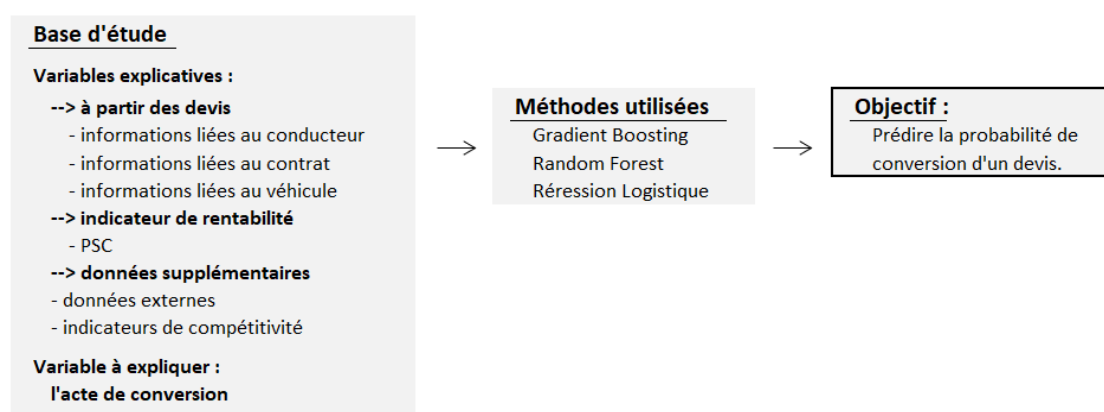 Base d'étude
Variables explicatives :
--> à partir des devis
- informations liées au conducteur
- informations liées au contrat
- informations liées au véhicule
--> indicateur de rentabilité
- PSC
--> données supplémentaires
- données externes
- indicateurs de compétitivité
Variable à expliquer :
l'acte de conversion
Méthodes utilisées
Gradient Boosting
Random Forest
Réression Logistique
Objectif :
Prédire la probabilité de
conversion d'un devis.